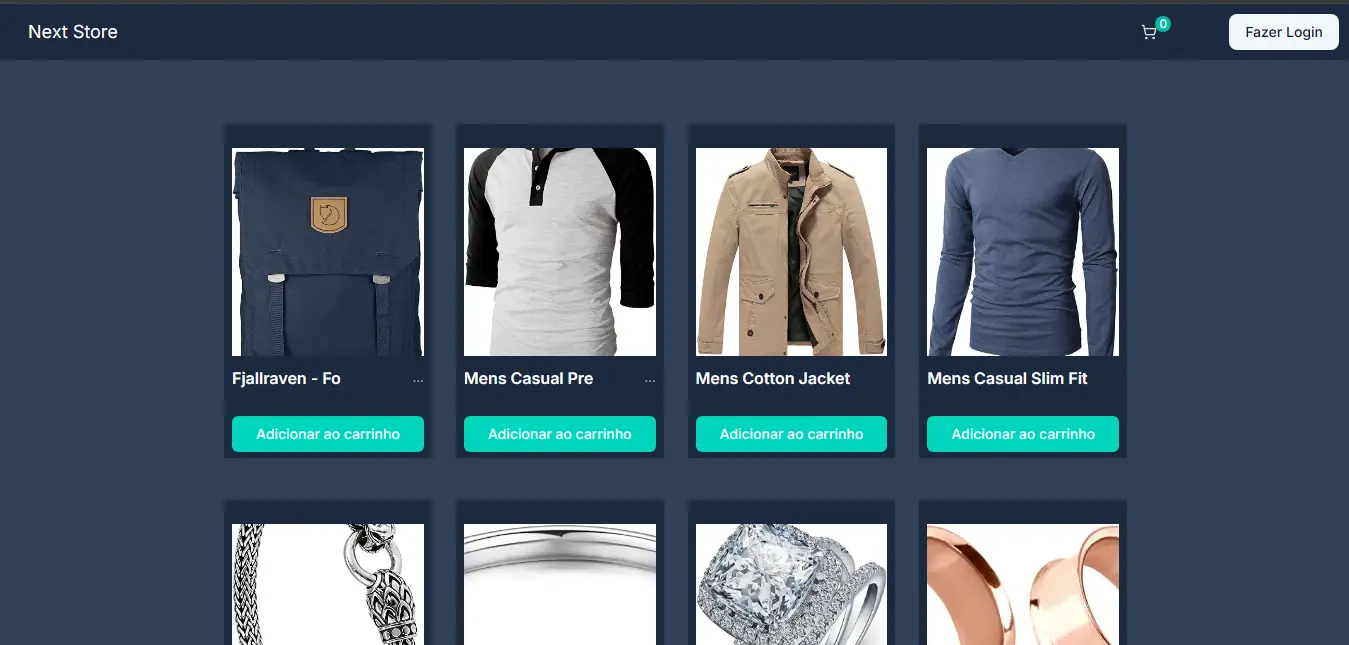 Next Store
0
Fazer Login
Fjallraven - Fo ...
Mens Casual Pre ...
Mens Cotton Jacket
Mens Casual Slim Fit
Adicionar ao carrinho
Adicionar ao carrinho
Adicionar ao carrinho
Adicionar ao carrinho